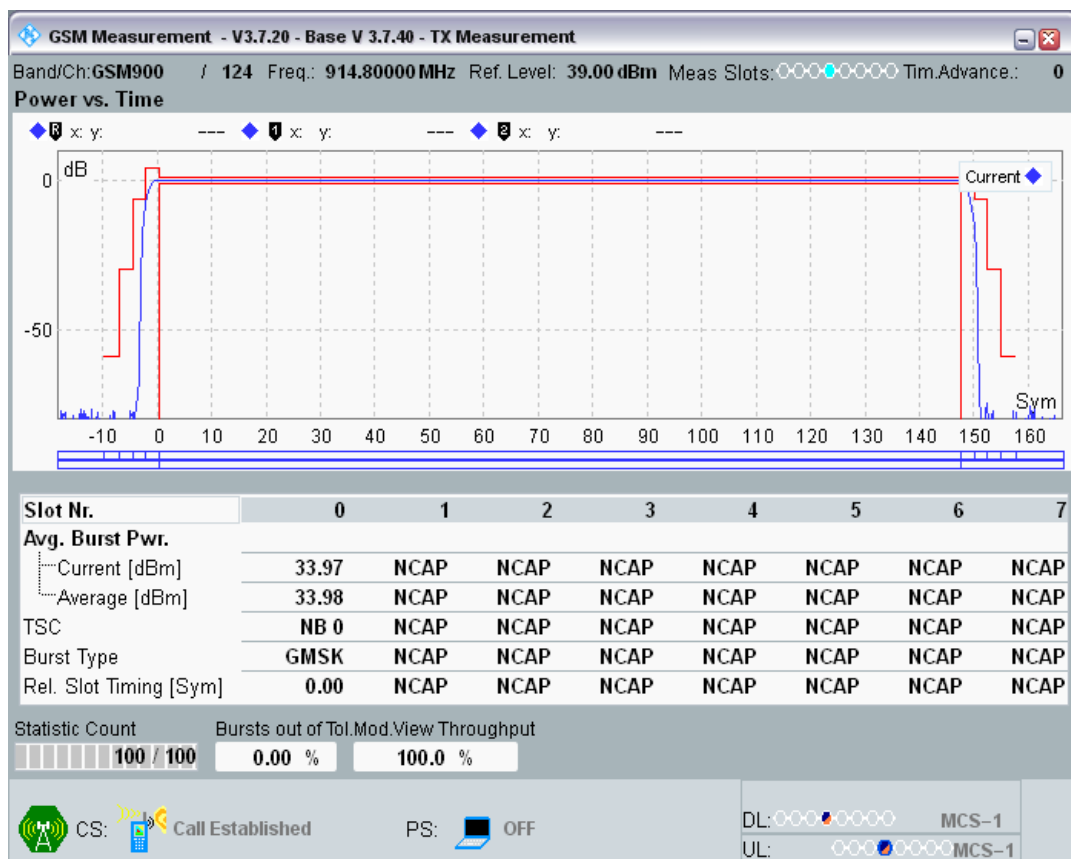 GSM Measurement - V3.7.20 - Base V 3.7.40 - TX Measurement
Band/Ch:GSM900 / 124 Freq.: 914.80000 MHz Ref. Level: 39.00 dBm Meas Slots: Tim.Advance.: 0
Power vs. Time
R x: y: --- 1 x: y: --- 2 x: y: ---
dB
Current
0
-50
Sym
-10 0 10 20 30 40 50 60 70 80 90 100 110 120 130 140 150 160
Slot Nr. 0 1 2 3 4 5 6 7
Avg. Burst Pwr.
Current [dBm] 33.97 NCAP NCAP NCAP NCAP NCAP NCAP NCAP
Average [dBm] 33.98 NCAP NCAP NCAP NCAP NCAP NCAP NCAP
TSC NB 0 NCAP NCAP NCAP NCAP NCAP NCAP NCAP
Burst Type GMSK NCAP NCAP NCAP NCAP NCAP NCAP NCAP
Rel. Slot Timing [Sym] 0.00 NCAP NCAP NCAP NCAP NCAP NCAP NCAP
Statistic Count Bursts out of Tol. Mod.View Throughput
100 / 100 0.00 % 100.0 %
CS: Call Established PS: OFF DL: MCS-1
UL: MCS-1